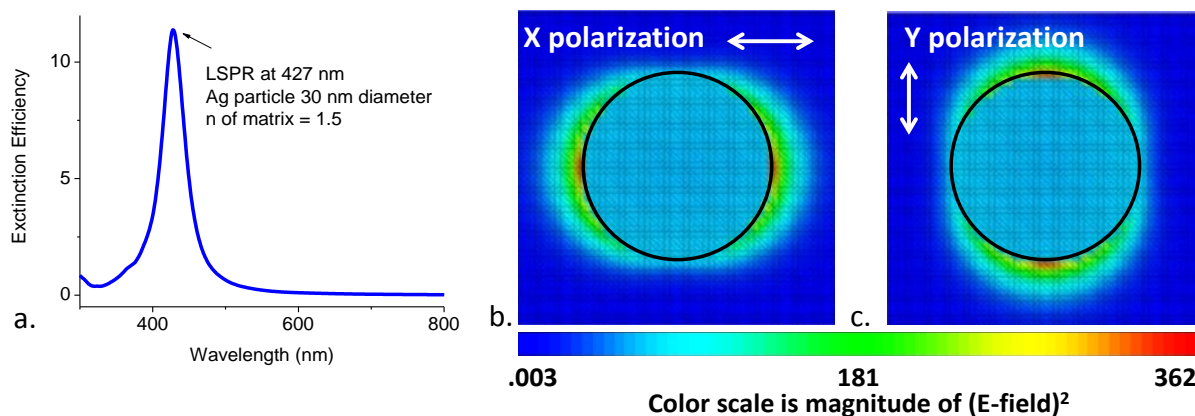 10
5
0
400
600
800
Exctinction Efficiency
Wavelength (nm)
LSPR at 427 nm
Ag particle 30 nm diameter
n of matrix = 1.5
a.
X polarization
b.
Y polarization
c.
.003
181
362
Color scale is magnitude of (E-field)²